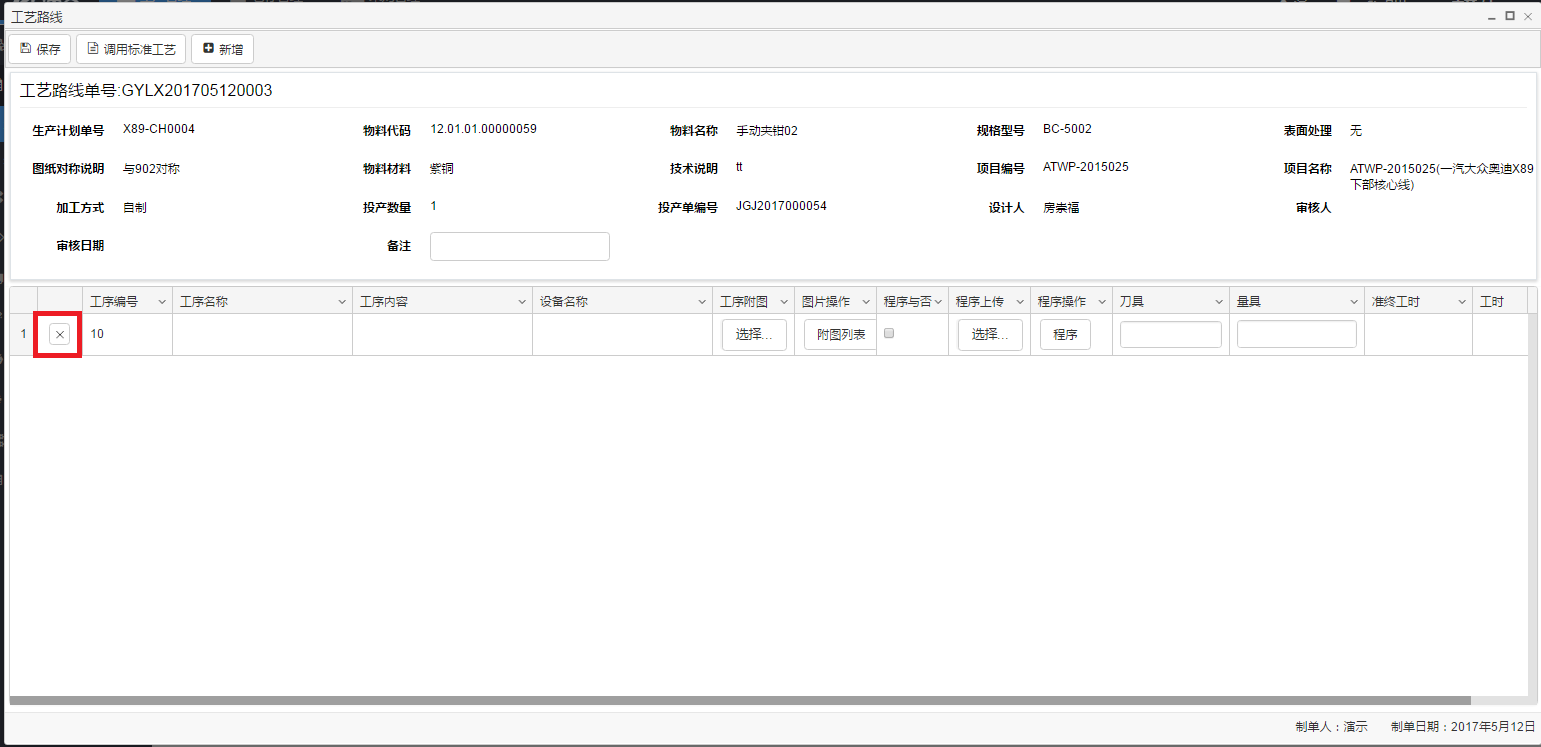 工艺路线
保存 调用标准工艺 新增
工艺路线单号:GYLX201705120003
生产计划单号 X89-CH0004 物料代码 12.01.01.00000059 物料名称 手动夹钳02 规格型号 BC-5002 表面处理 无
图纸对称说明 与902对称 物料材料 紫铜 技术说明 tt 项目编号 ATWP-2015025 项目名称 ATWP-2015025(一汽大众奥迪X89
下部核心线)
加工方式 自制 投产数量 1 投产单编号 JGJ2017000054 设计人 房崇福 审核人
审核日期 备注
工序编号 工序名称 工序内容 设备名称 工序附图 图片操作 程序与否 程序上传 程序操作 刀具 量具 准终工时 工时
1 10 选择... 附图列表 选择... 程序
制单人：演示 制单日期：2017年5月12日